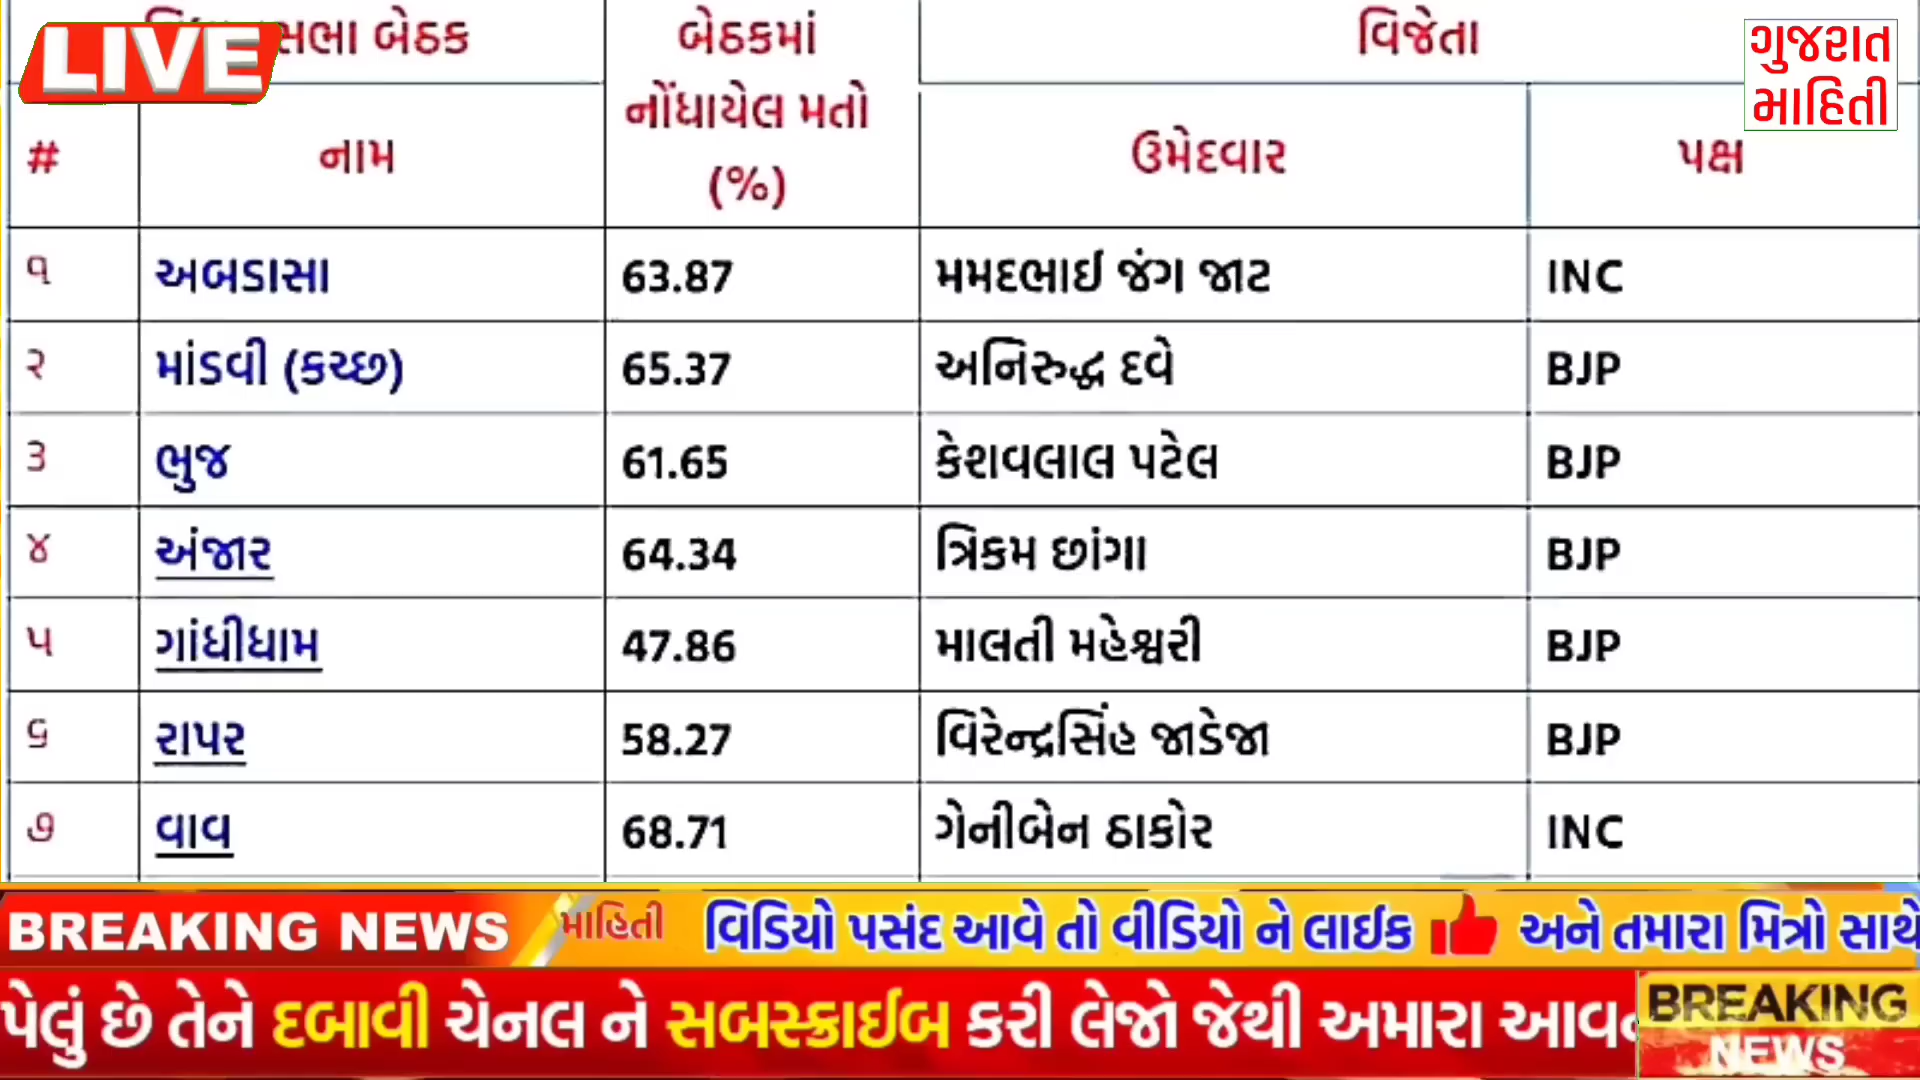 LIVE સભા બેઠક બેઠકમાં નોંધાયેલ મતો (%) વિજેતા
ગુજરાત
માહિતી
# નામ ઉમેદવાર પક્ષ
૧ અબડાસા 63.87 મમદભાઈ જંગ જાટ INC
૨ માંડવી (કચ્છ) 65.37 અનિરુદ્ધ દવે BJP
૩ ભુજ 61.65 કેશવલાલ પટેલ BJP
૪ અંજાર 64.34 ત્રિકમ છાંગા BJP
૫ ગાંધીધામ 47.86 માલતી મહેશ્વરી BJP
૬ રાપર 58.27 વિરેન્દ્રસિંહ જાડેજા BJP
૭ વાવ 68.71 ગેનીબેન ઠાકોર INC
BREAKING NEWS માહિતી વિડિયો પસંદ આવે તો વીડિયો ને લાઈક અને તમારા મિત્રો સાથે
પેલું છે તેને દબાવી ચેનલ ને સબસ્ક્રાઈબ કરી લેજો જેથી અમારા BREAKING
NEWS